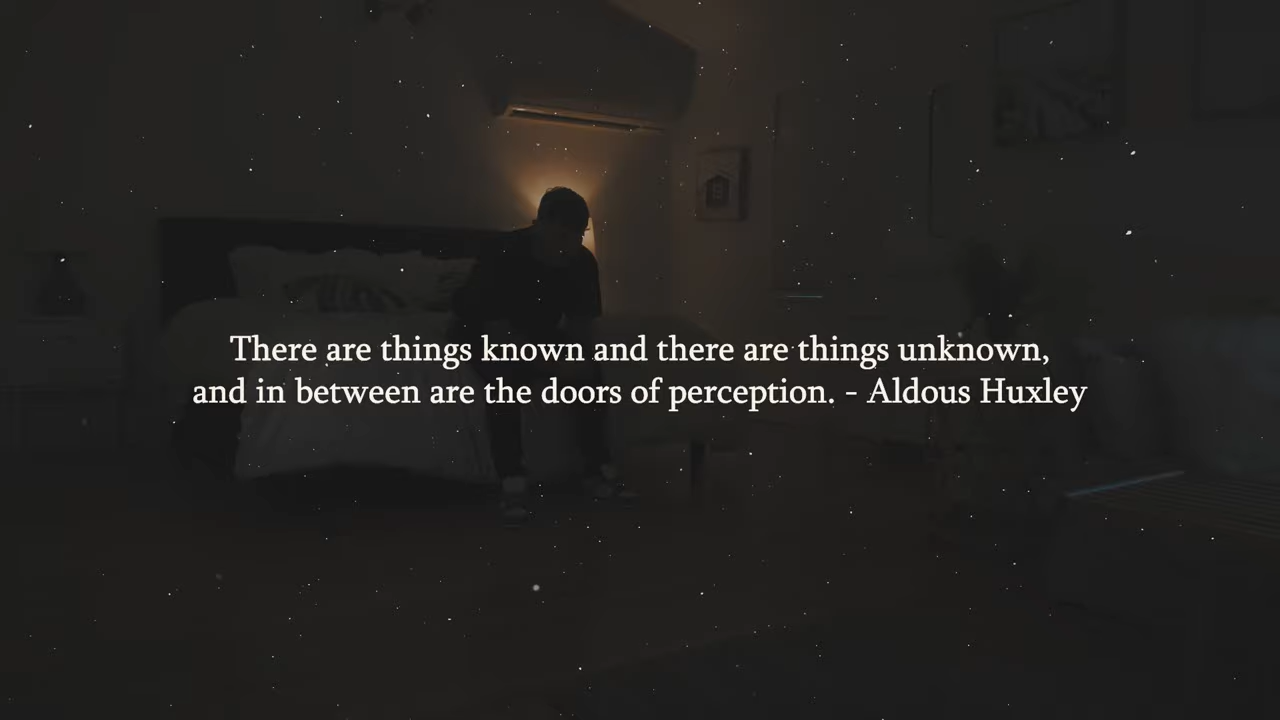 There are things known and there are things unknown,
and in between are the doors of perception. - Aldous Huxley